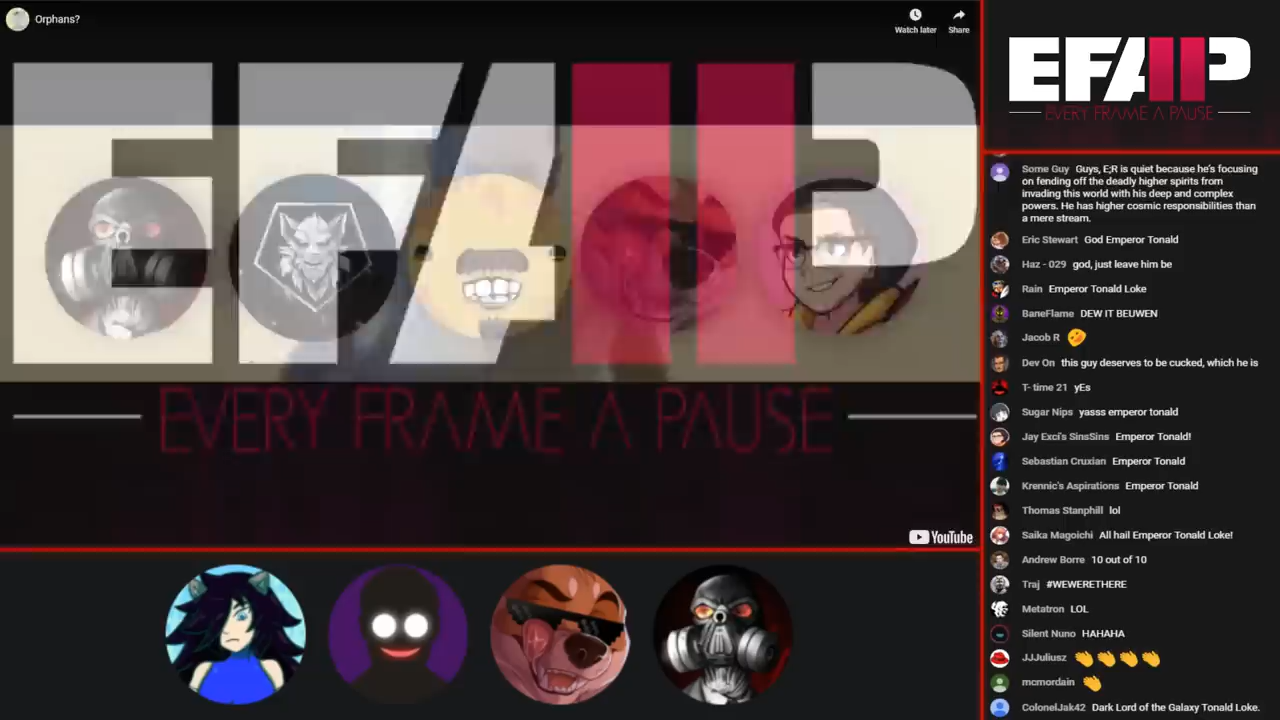 Orphans?
Watch later
Share
EFAP
EVERY FRAME A PAUSE
YouTube
EFAP
EVERY FRAME A PAUSE
Some Guy Guys, E;R is quiet because he's focusing
on fending off the deadly higher spirits from
invading this world with his deep and complex
powers. He has higher cosmic responsibilities than
a mere stream.
Eric Stewart God Emperor Tonald
Haz - 029 god, just leave him be
Rain Emperor Tonald Loke
BaneFlame DEW IT BEUWEN
Jacob R
Dev On this guy deserves to be cucked, which he is
T- time 21 yEs
Sugar Nips yasss emperor tonald
Jay Exci's SinsSins Emperor Tonald!
Sebastian Cruxian Emperor Tonald
Krennic's Aspirations Emperor Tonald
Thomas Stanphill lol
Saika Magoichi All hail Emperor Tonald Loke!
Andrew Borre 10 out of 10
Traj #WEWERETHERE
Metatron LOL
Silent Nuno HAHAHA
JJJuliusz 👏👏👏👏
mcmordain 👏
ColonelJak42 Dark Lord of the Galaxy Tonald Loke.